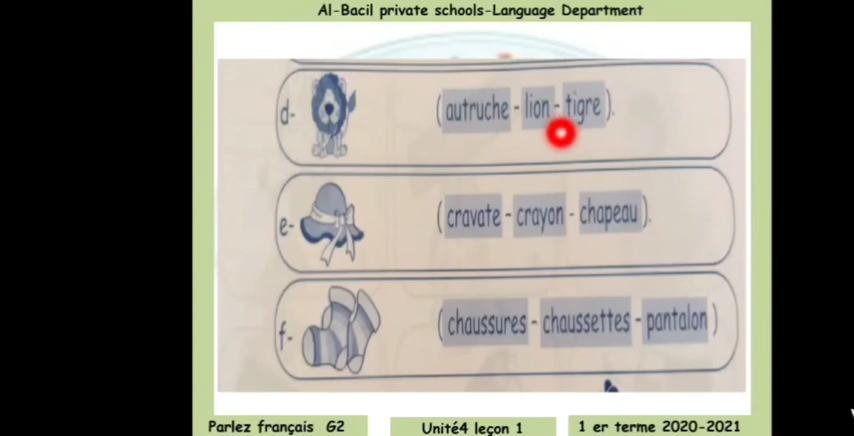 Al-Bacil private schools-Language Department
d- ( autruche - lion - tigre ).
e- ( cravate - crayon - chapeau ).
f- ( chaussures - chaussettes - pantalon )
Parlez français G2 Unité4 leçon 1 1 er terme 2020-2021